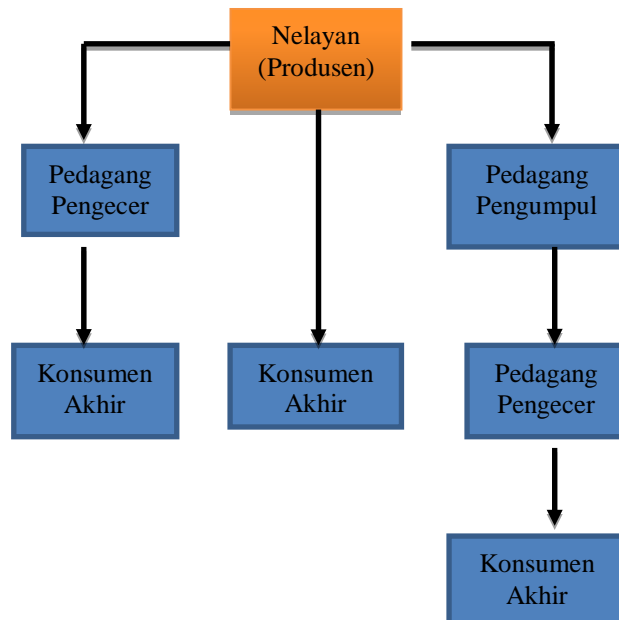 Nelayan
(Produsen)
Pedagang
Pengecer
Pedagang
Pengumpul
Konsumen
Akhir
Konsumen
Akhir
Pedagang
Pengecer
Konsumen
Akhir